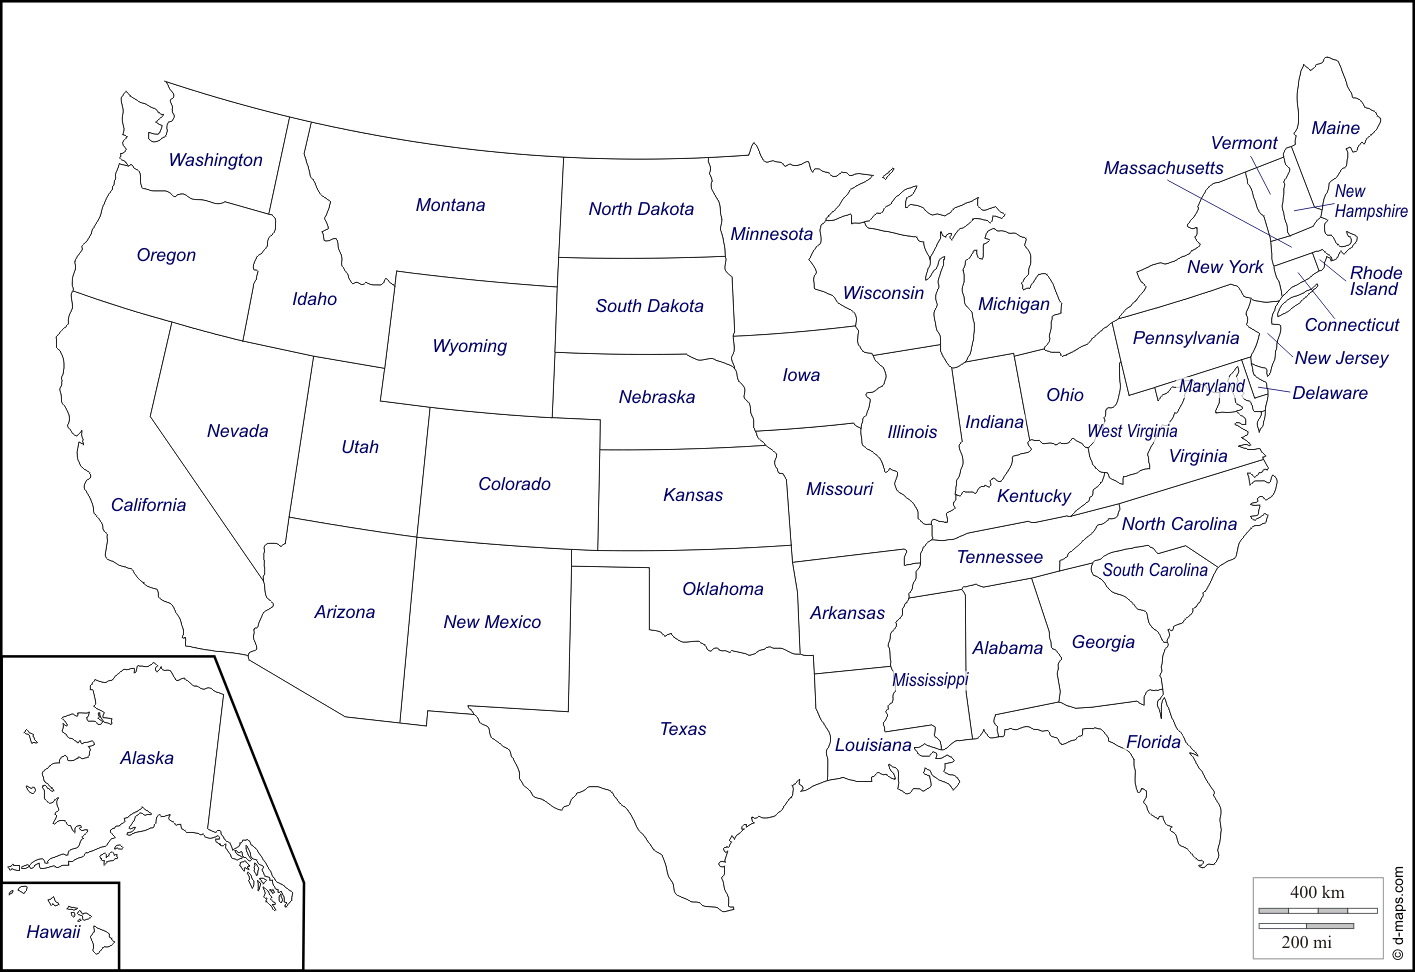 Maine
Vermont
Massachusetts
Washington
New
Hampshire
Montana
North Dakota
Minnesota
Oregon
New York
Rhode
Island
Idaho
South Dakota
Wisconsin
Michigan
Connecticut
Wyoming
Pennsylvania
New Jersey
Iowa
Maryland
Delaware
Nebraska
Ohio
Nevada
Utah
Illinois
Indiana
West Virginia
Virginia
California
Colorado
Kansas
Missouri
Kentucky
North Carolina
Tennessee
South Carolina
Arizona
New Mexico
Oklahoma
Arkansas
Alabama
Georgia
Mississippi
Texas
Louisiana
Florida
Alaska
Hawaii
400 km
200 mi
© d-maps.com